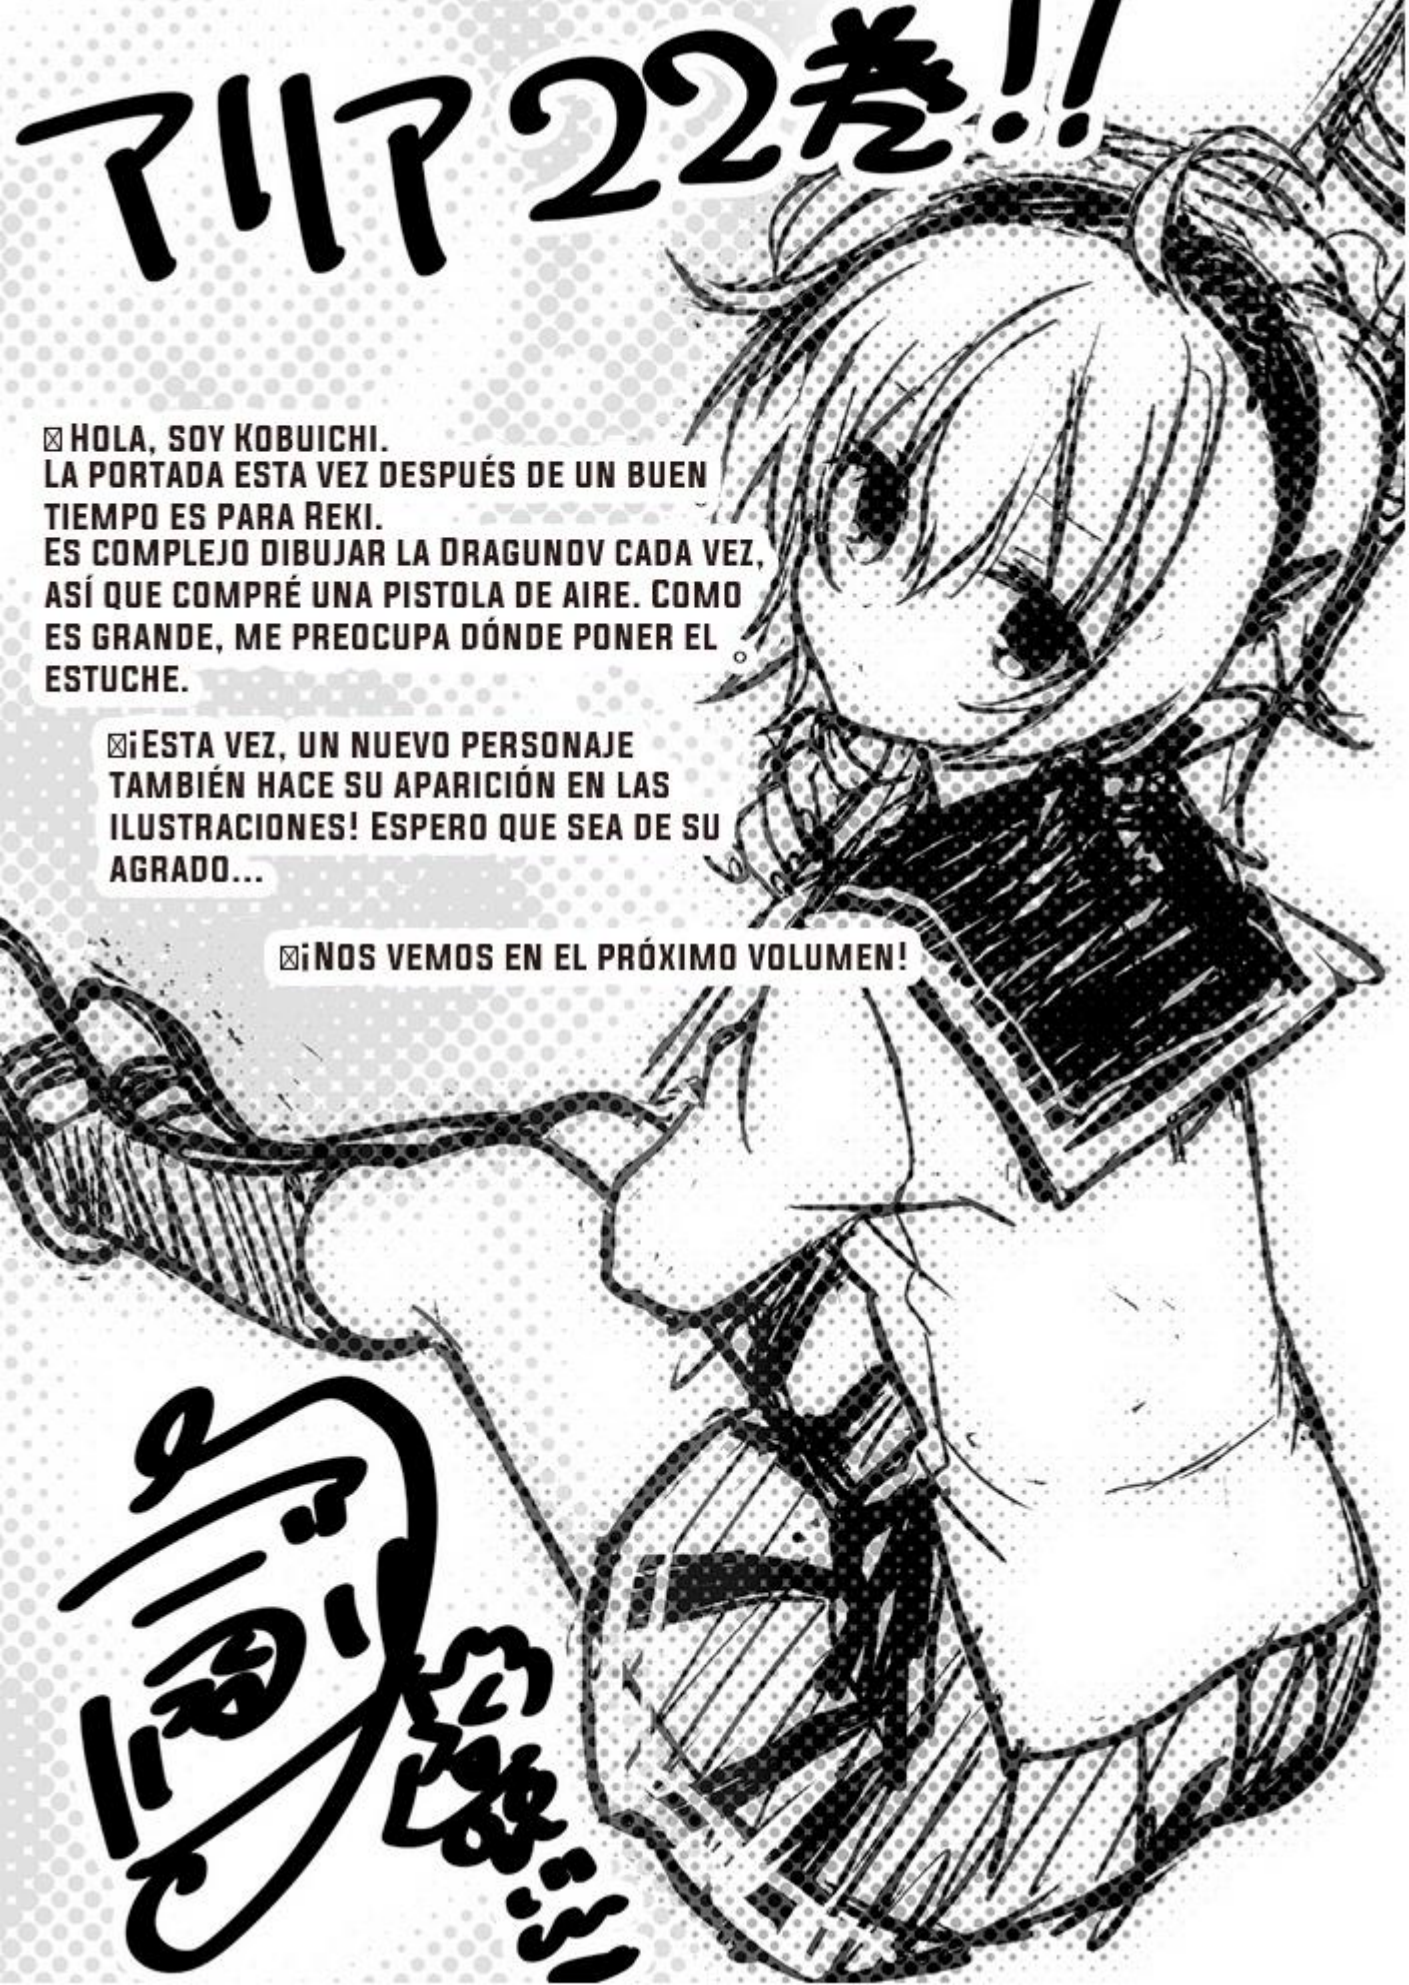 アリア22巻!!
HOLA, SOY KOBUICHI.
LA PORTADA ESTA VEZ DESPUÉS DE UN BUEN
TIEMPO ES PARA REKI.
ES COMPLEJO DIBUJAR LA DRAGUNOV CADA VEZ,
ASÍ QUE COMPRÉ UNA PISTOLA DE AIRE. COMO
ES GRANDE, ME PREOCUPA DÓNDE PONER EL
ESTUCHE.
¡ESTA VEZ, UN NUEVO PERSONAJE
TAMBIÉN HACE SU APARICIÓN EN LAS
ILUSTRACIONES! ESPERO QUE SEA DE SU
AGRADO...
¡NOS VEMOS EN EL PRÓXIMO VOLUMEN!